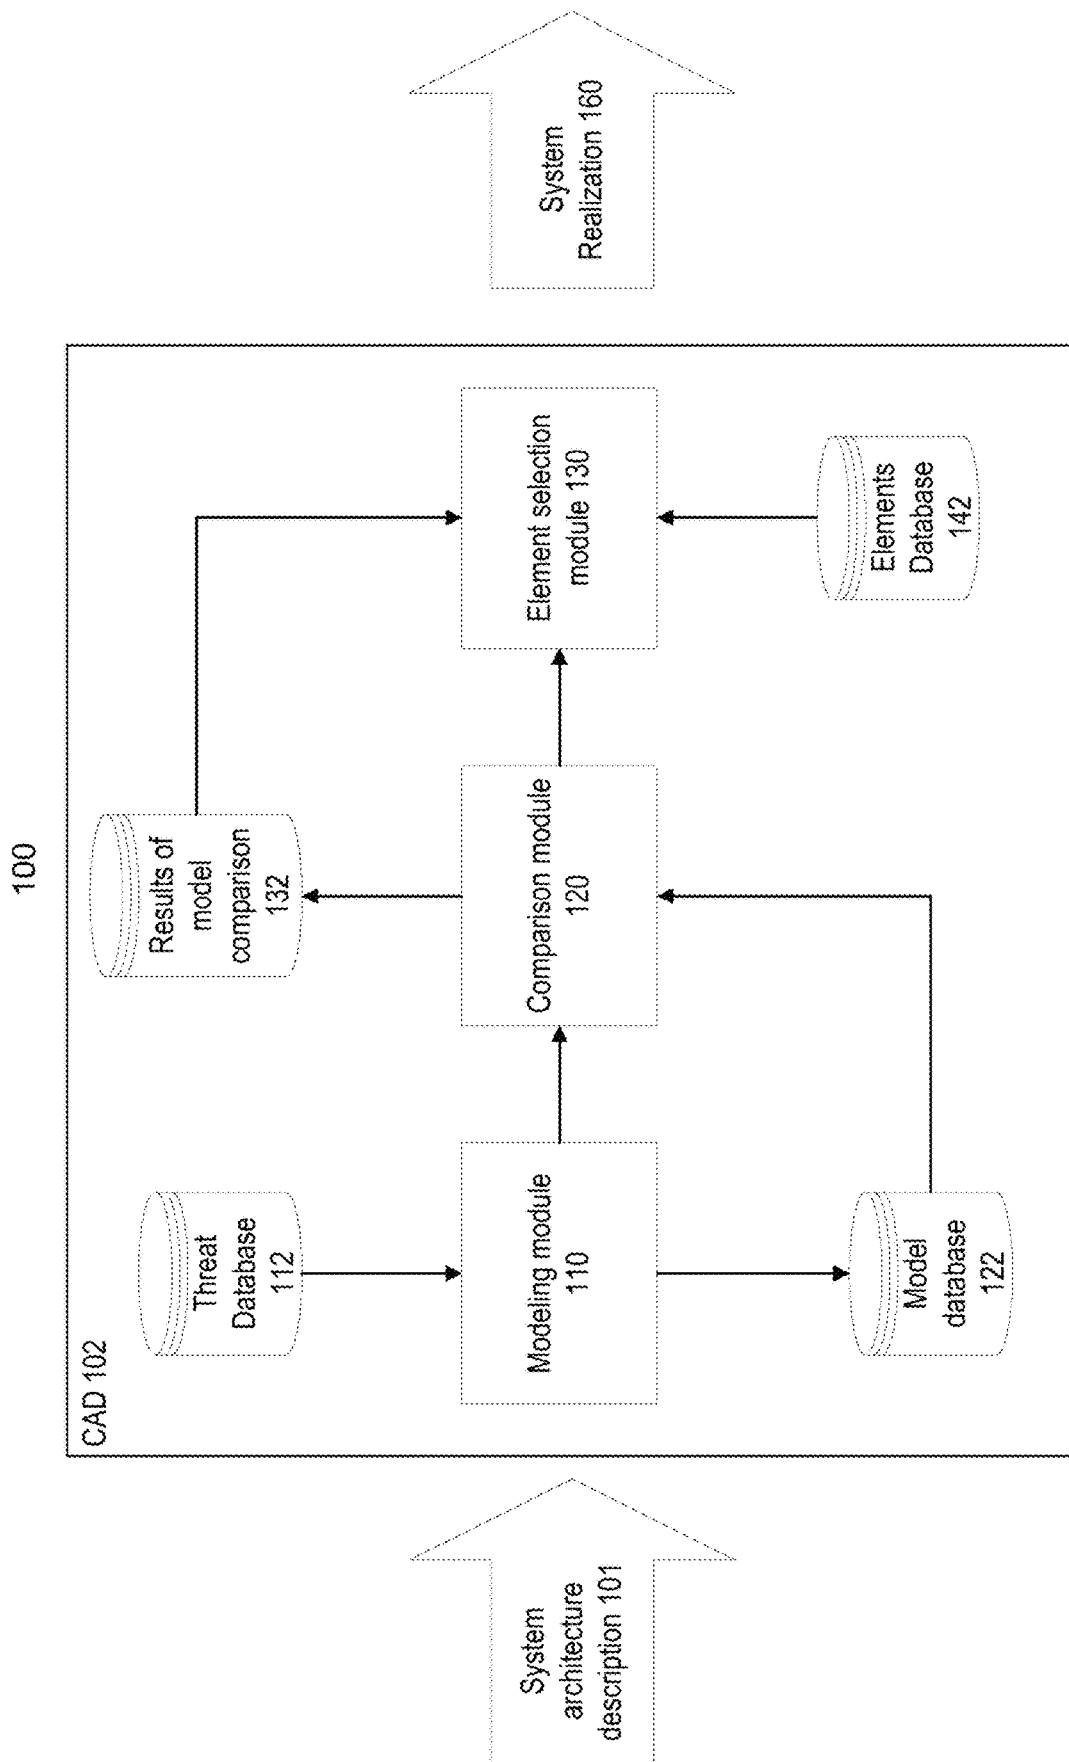 100
CAD 102
System
architecture
description 101
Threat
Database
112
Modeling module
110
Model
database
122
Results of
model
comparison
132
Comparison module
120
Element selection
module 130
Elements
Database
142
System
Realization 160